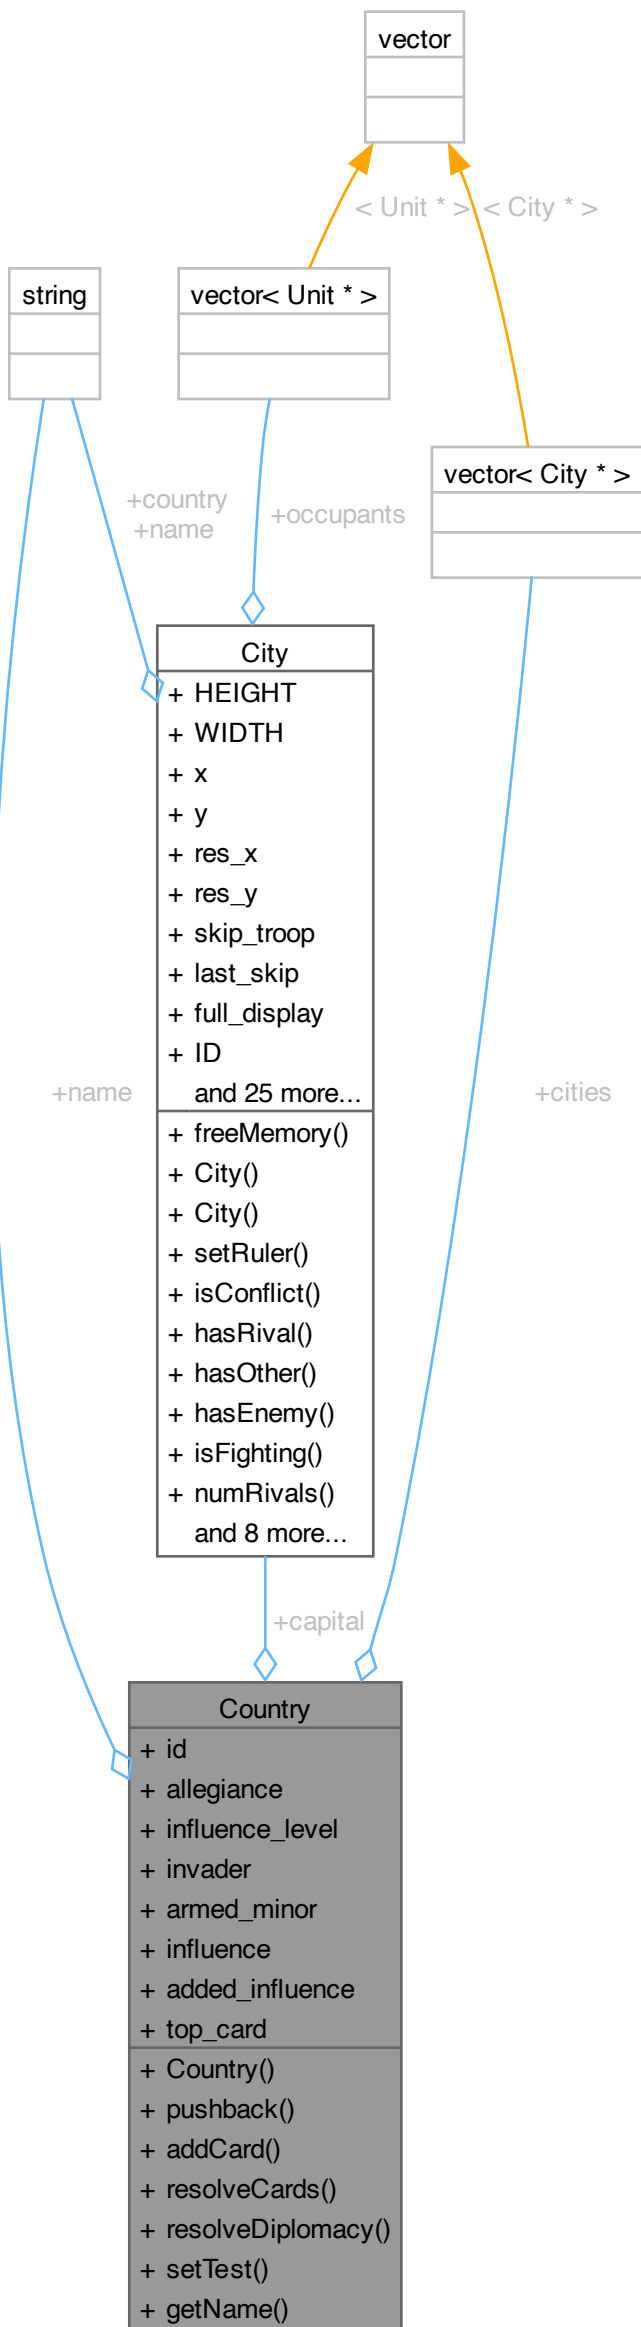 vector
< Unit * >
< City * >
string
vector< Unit * >
vector< City * >
+country
+name
+occupants
City
+ HEIGHT
+ WIDTH
+ x
+ y
+ res_x
+ res_y
+ skip_troop
+ last_skip
+ full_display
+ ID
and 25 more...
+name
+cities
+ freeMemory()
+ City()
+ City()
+ setRuler()
+ isConflict()
+ hasRival()
+ hasOther()
+ hasEnemy()
+ isFighting()
+ numRivals()
and 8 more...
+capital
Country
+ id
+ allegiance
+ influence_level
+ invader
+ armed_minor
+ influence
+ added_influence
+ top_card
+ Country()
+ pushback()
+ addCard()
+ resolveCards()
+ resolveDiplomacy()
+ setTest()
+ getName()